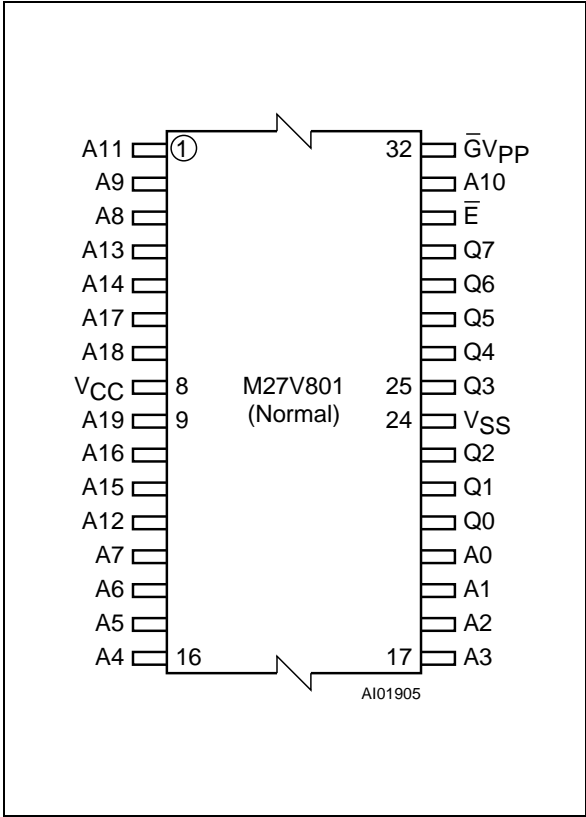 A11 1 32 G̅VPP
A9 A10
A8 E̅
A13 Q7
A14 Q6
A17 Q5
A18 Q4
VCC 8 M27V801 25 Q3
A19 9 (Normal) 24 VSS
A16 Q2
A15 Q1
A12 Q0
A7 A0
A6 A1
A5 A2
A4 16 17 A3
AI01905